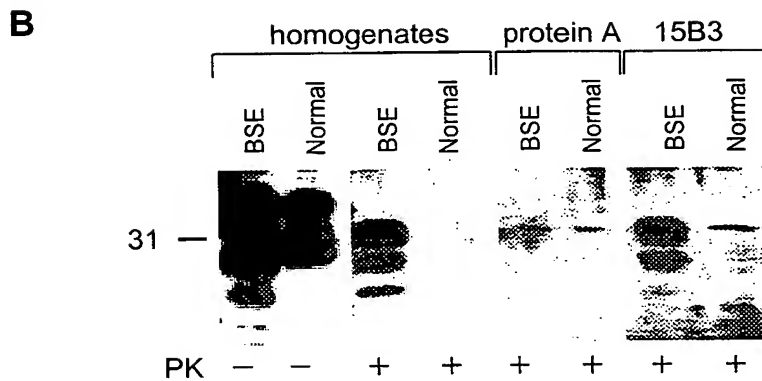 B
homogenates protein A 15B3
BSE Normal BSE Normal BSE Normal BSE Normal
31 —
PK − − + + + + + +